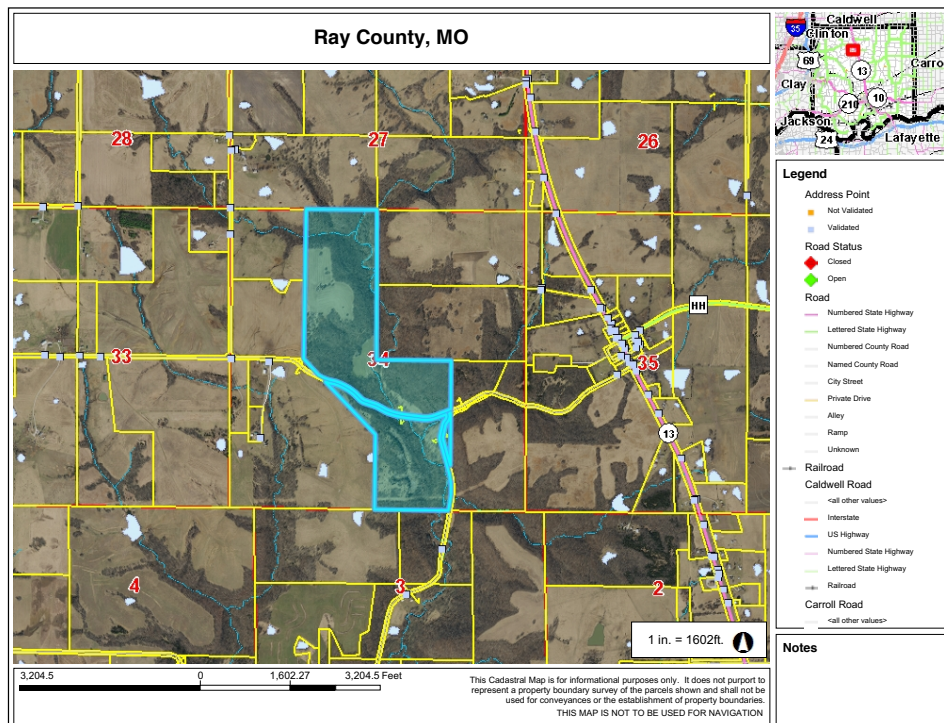 Ray County, MO
28
27
26
33
34
35
HH
13
4
3
2
1 in. = 1602ft.
35
Caldwell
Clinton
69
13
Carro
Clay
210
10
Jackson
24
Lafayette
Legend
Address Point
Not Validated
Validated
Road Status
Closed
Open
Road
Numbered State Highway
Lettered State Highway
Numbered County Road
Named County Road
City Street
Private Drive
Alley
Ramp
Unknown
Railroad
Caldwell Road
<all other values>
Interstate
US Highway
Numbered State Highway
Lettered State Highway
Railroad
Carroll Road
<all other values>
Notes
3,204.5 0 1,602.27 3,204.5 Feet
This Cadastral Map is for informational purposes only. It does not purport to
represent a property boundary survey of the parcels shown and shall not be
used for conveyances or the establishment of property boundaries.
THIS MAP IS NOT TO BE USED FOR NAVIGATION